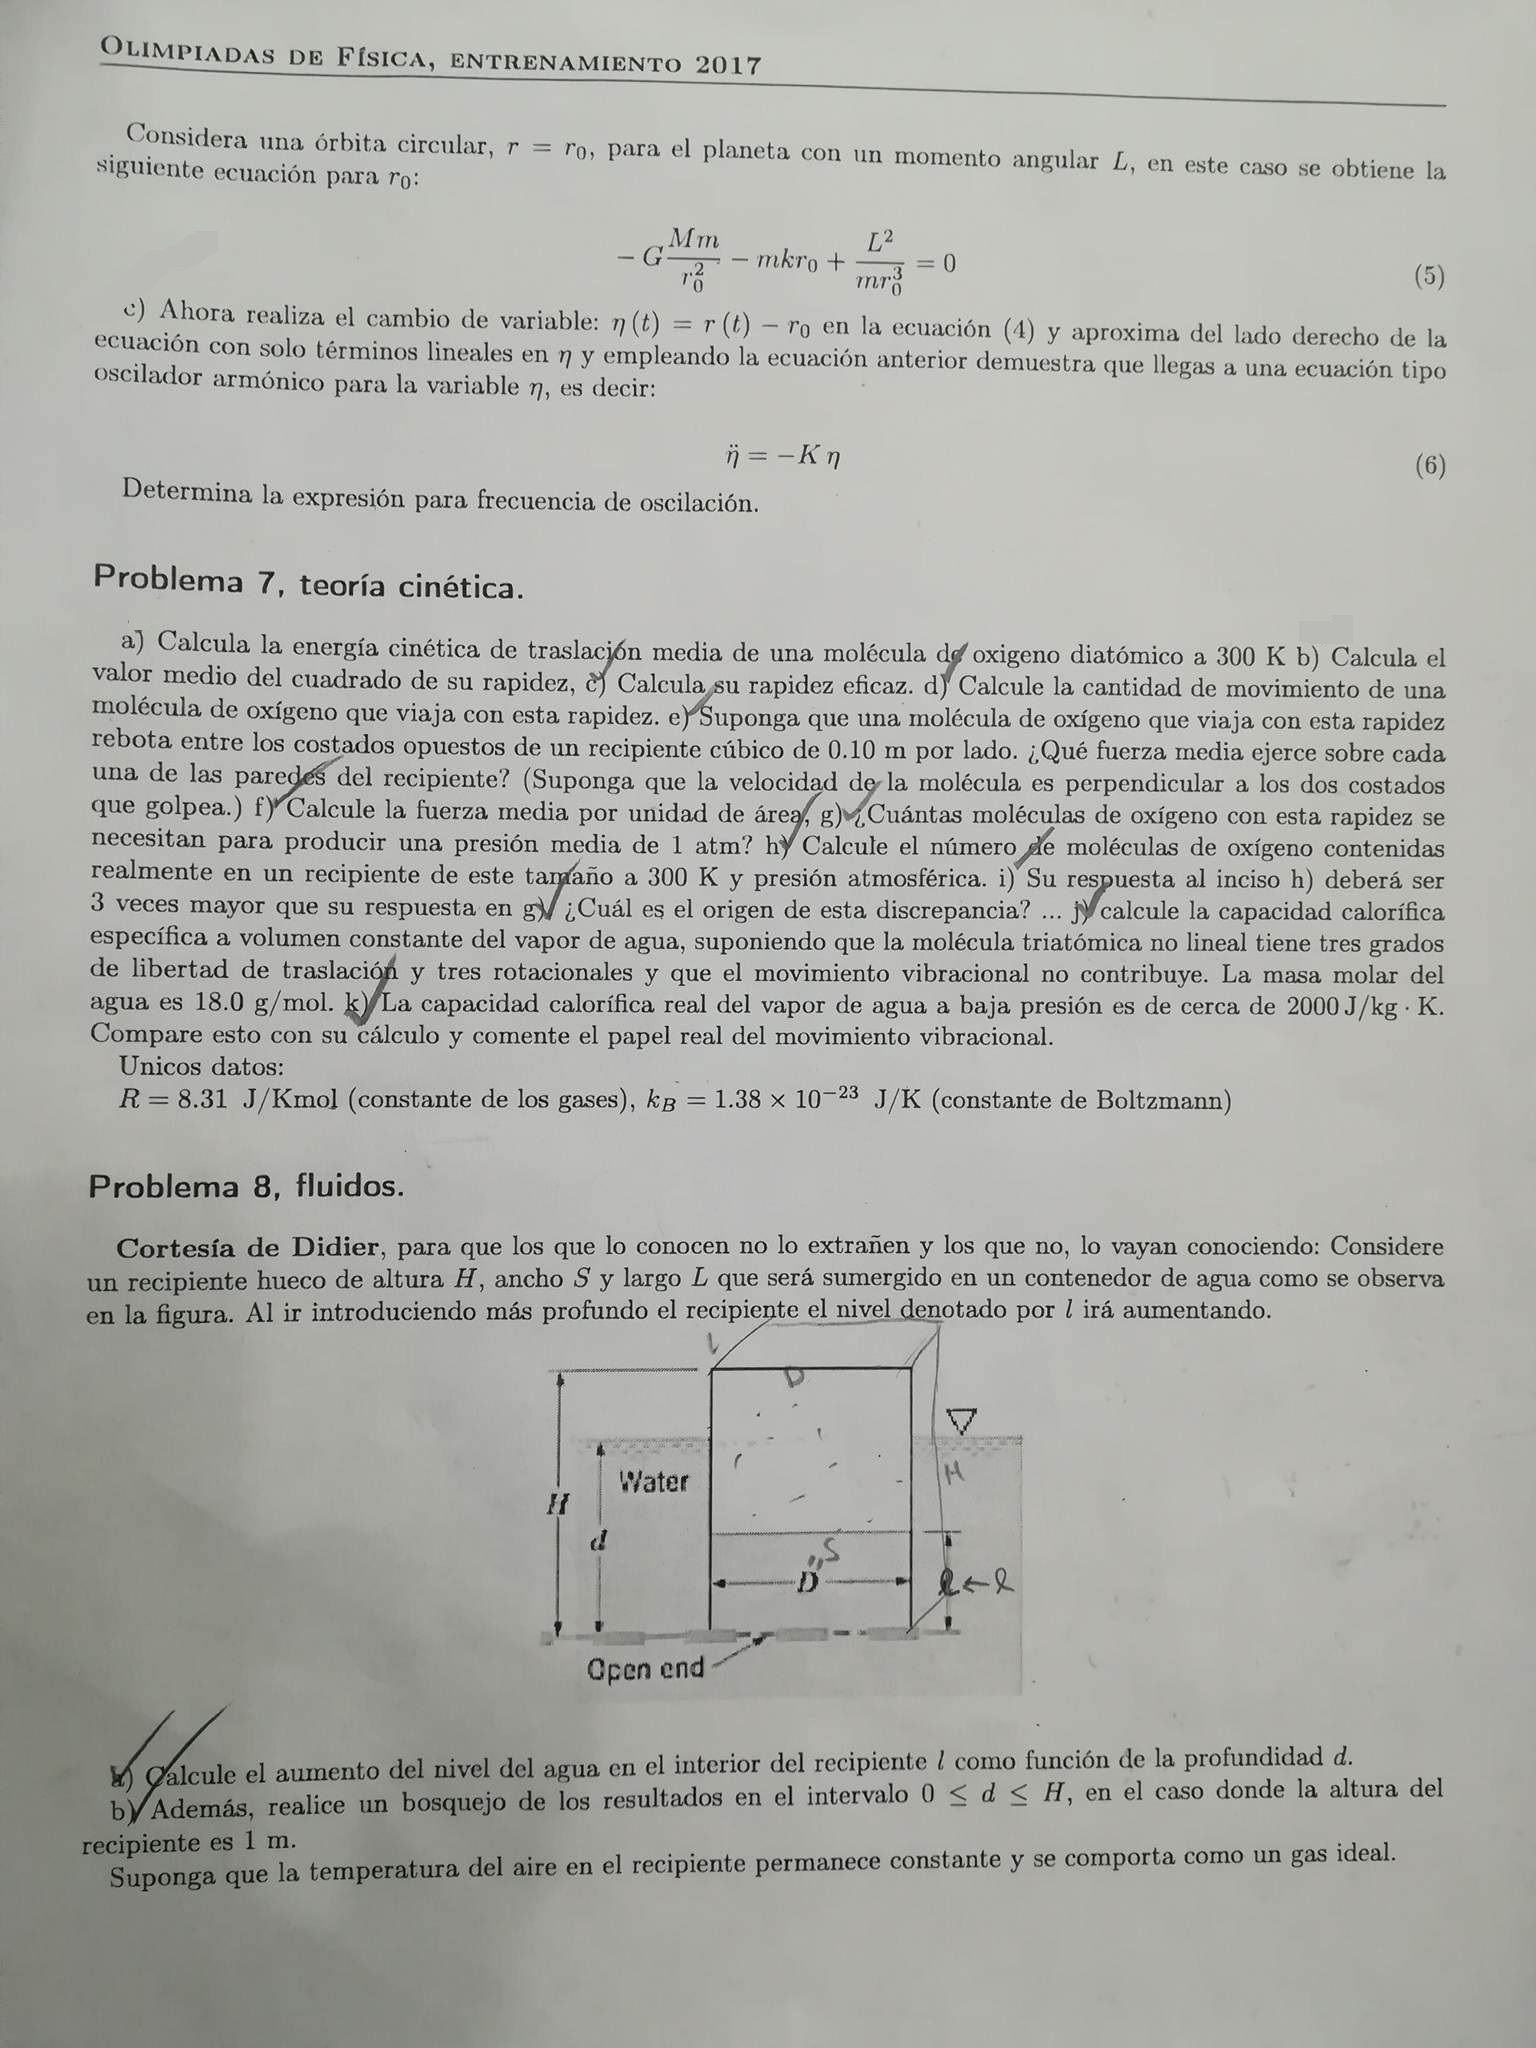 OLIMPIADAS DE FÍSICA, ENTRENAMIENTO 2017
Considera una órbita circular, r = r₀, para el planeta con un momento angular L, en este caso se obtiene la
siguiente ecuación para r₀:
− G Mm/r₀² − mkr₀ + L²/mr₀³ = 0 (5)
c) Ahora realiza el cambio de variable: η (t) = r (t) − r₀ en la ecuación (4) y aproxima del lado derecho de la
ecuación con solo términos lineales en η y empleando la ecuación anterior demuestra que llegas a una ecuación tipo
oscilador armónico para la variable η, es decir:
η̈ = −K η (6)
Determina la expresión para frecuencia de oscilación.
Problema 7, teoría cinética.
a) Calcula la energía cinética de traslación media de una molécula de oxigeno diatómico a 300 K b) Calcula el
valor medio del cuadrado de su rapidez, c) Calcula su rapidez eficaz. d) Calcule la cantidad de movimiento de una
molécula de oxígeno que viaja con esta rapidez. e) Suponga que una molécula de oxígeno que viaja con esta rapidez
rebota entre los costados opuestos de un recipiente cúbico de 0.10 m por lado. ¿Qué fuerza media ejerce sobre cada
una de las paredes del recipiente? (Suponga que la velocidad de la molécula es perpendicular a los dos costados
que golpea.) f) Calcule la fuerza media por unidad de área, g) ¿Cuántas moléculas de oxígeno con esta rapidez se
necesitan para producir una presión media de 1 atm? h) Calcule el número de moléculas de oxígeno contenidas
realmente en un recipiente de este tamaño a 300 K y presión atmosférica. i) Su respuesta al inciso h) deberá ser
3 veces mayor que su respuesta en g) ¿Cuál es el origen de esta discrepancia? ... j) calcule la capacidad calorífica
específica a volumen constante del vapor de agua, suponiendo que la molécula triatómica no lineal tiene tres grados
de libertad de traslación y tres rotacionales y que el movimiento vibracional no contribuye. La masa molar del
agua es 18.0 g/mol. k) La capacidad calorífica real del vapor de agua a baja presión es de cerca de 2000 J/kg · K.
Compare esto con su cálculo y comente el papel real del movimiento vibracional.
Unicos datos:
R = 8.31 J/Kmol (constante de los gases), k_B = 1.38 × 10⁻²³ J/K (constante de Boltzmann)
Problema 8, fluidos.
Cortesía de Didier, para que los que lo conocen no lo extrañen y los que no, lo vayan conociendo: Considere
un recipiente hueco de altura H, ancho S y largo L que será sumergido en un contenedor de agua como se observa
en la figura. Al ir introduciendo más profundo el recipiente el nivel denotado por l irá aumentando.
L
D
Water
H
H
d
S
D
l ← l
Open end
a) Calcule el aumento del nivel del agua en el interior del recipiente l como función de la profundidad d.
b) Además, realice un bosquejo de los resultados en el intervalo 0 ≤ d ≤ H, en el caso donde la altura del
recipiente es 1 m.
Suponga que la temperatura del aire en el recipiente permanece constante y se comporta como un gas ideal.